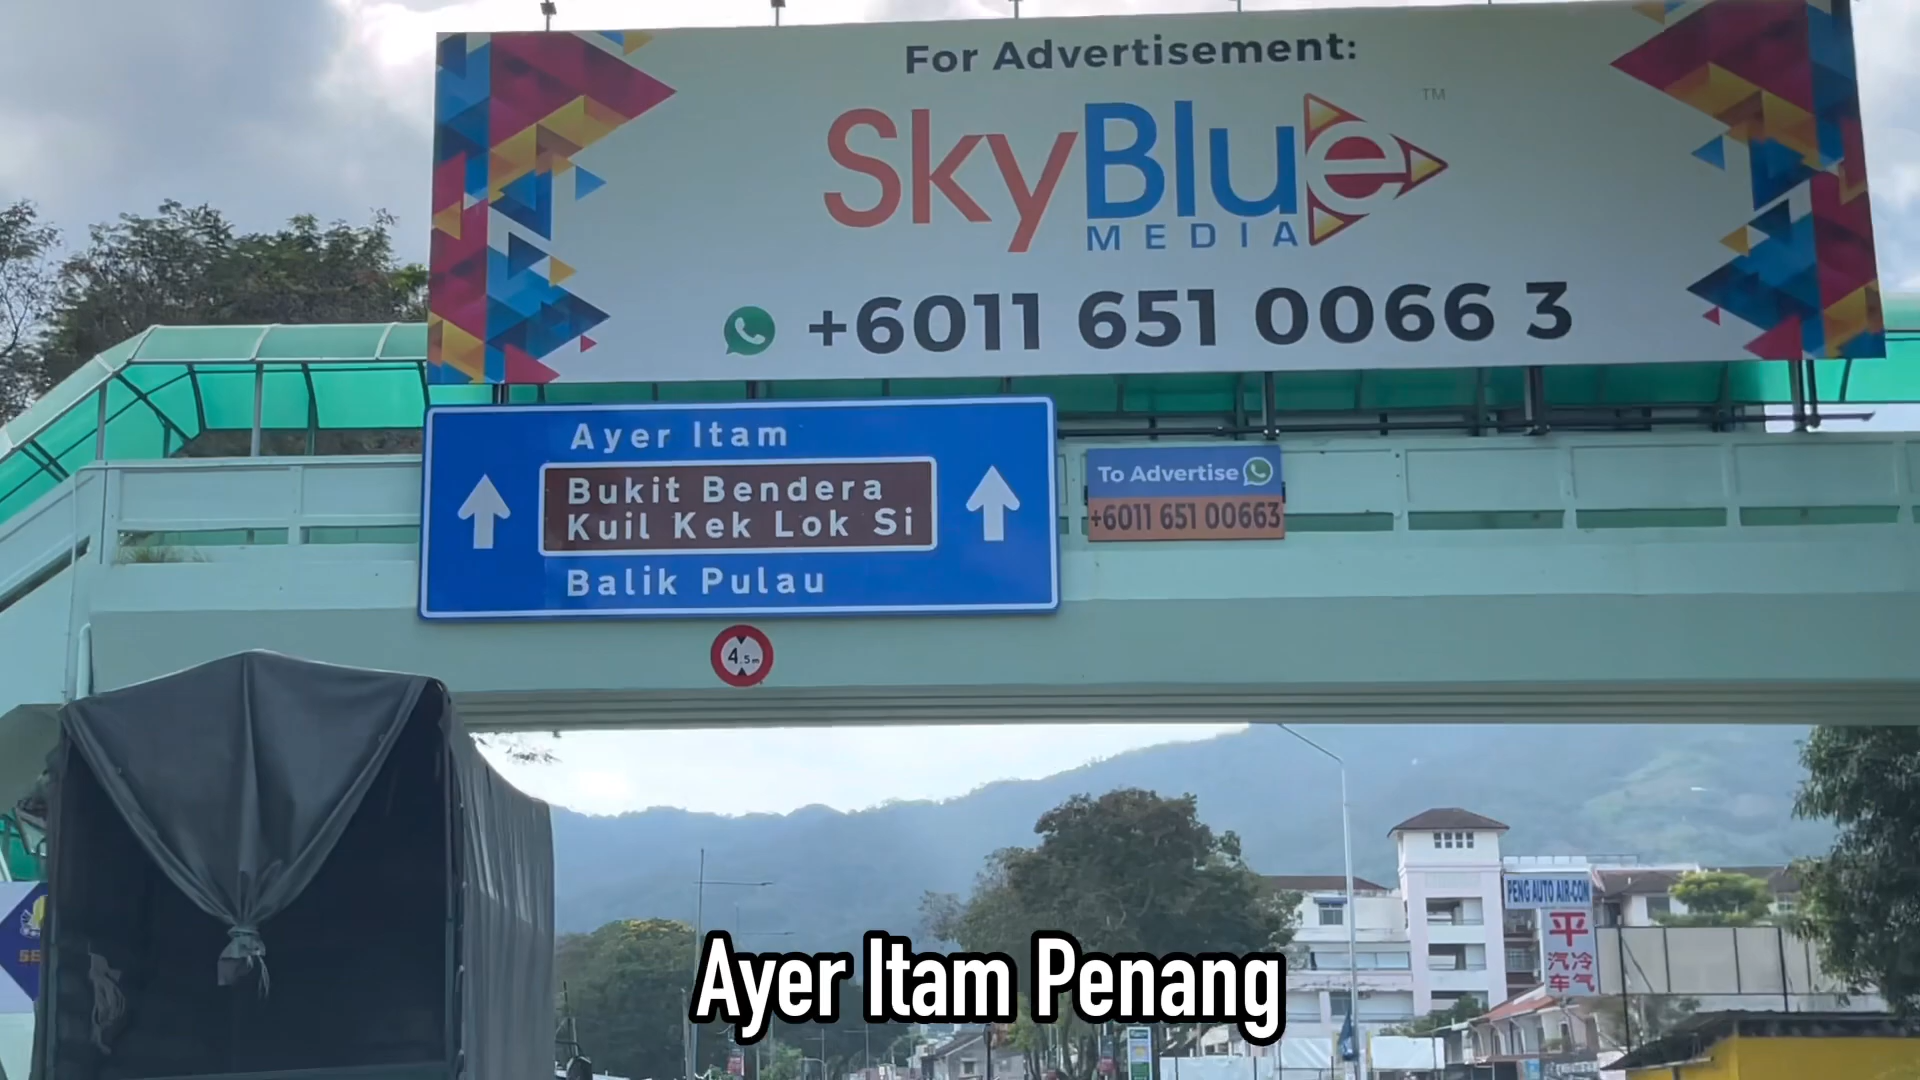 For Advertisement:
SkyBlue TM
MEDIA
+6011 651 0066 3
Ayer Itam
Bukit Bendera
Kuil Kek Lok Si
Balik Pulau
To Advertise
+6011 651 00663
4.5m
PENG AUTO AIR-CON
平
汽冷
车气
Ayer Itam Penang